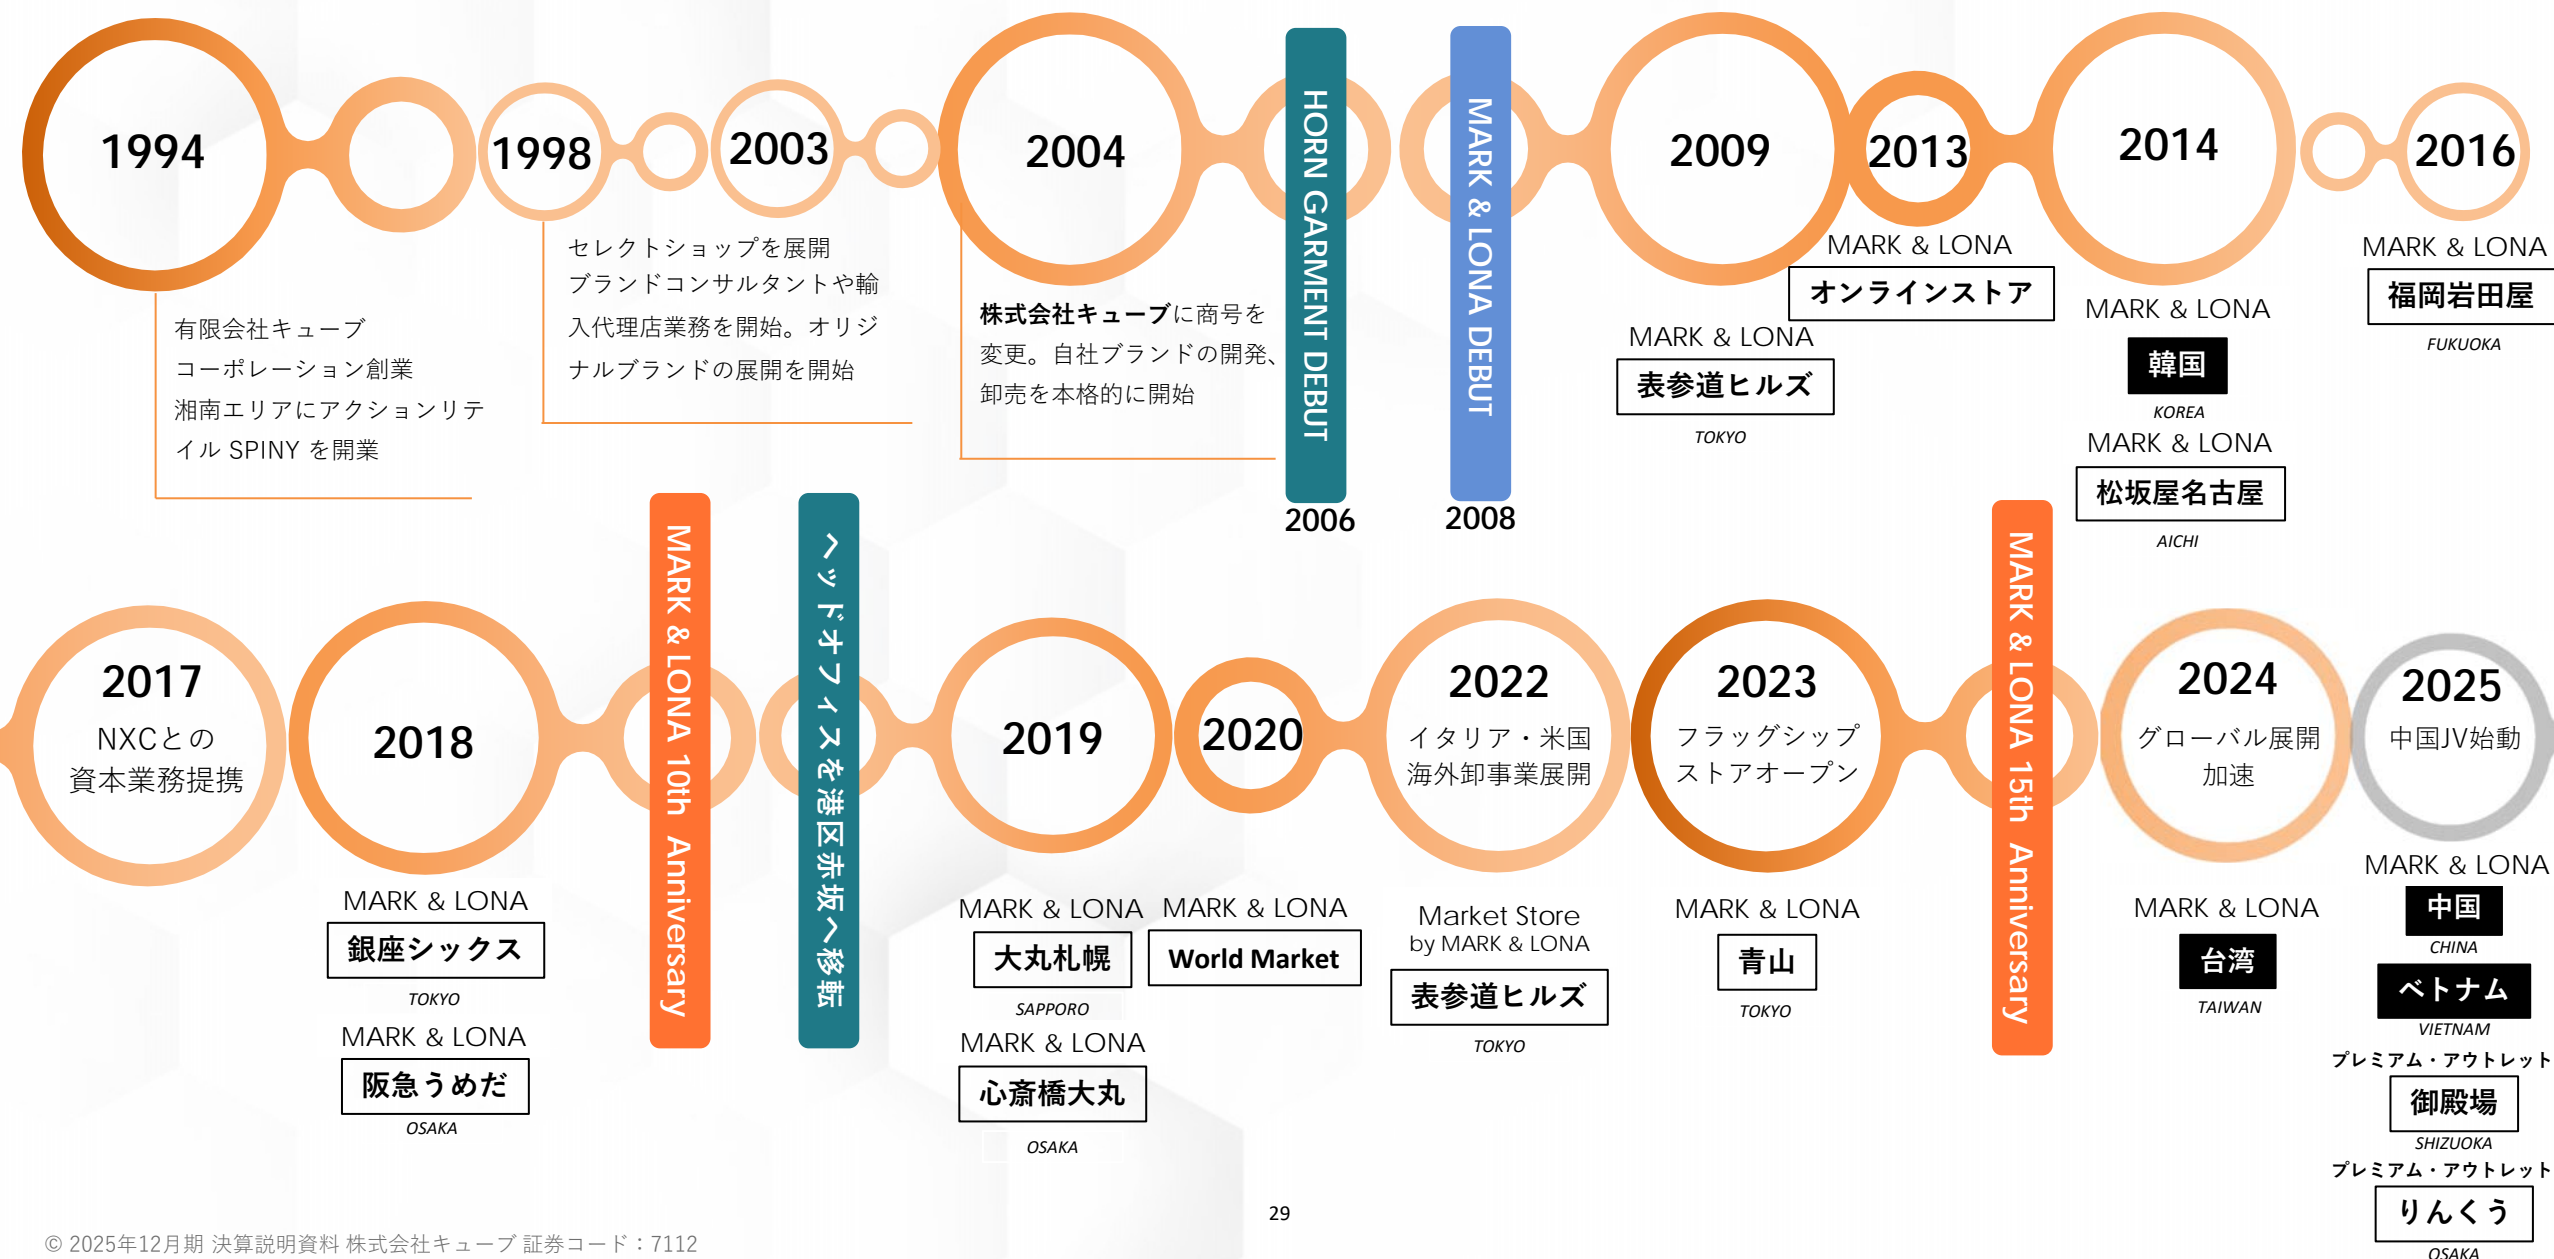 1994
有限会社キューブ
コーポレーション創業
湘南エリアにアクションリテ
イル SPINY を開業
1998
2003
セレクトショップを展開
ブランドコンサルタントや輸
入代理店業務を開始。オリジ
ナルブランドの展開を開始
2004
株式会社キューブに商号を
変更。自社ブランドの開発、
卸売を本格的に開始
HORN GARMENT DEBUT
2006
MARK & LONA DEBUT
2008
2009
MARK & LONA
表参道ヒルズ
TOKYO
2013
MARK & LONA
オンラインストア
2014
MARK & LONA
韓国
KOREA
MARK & LONA
松坂屋名古屋
AICHI
2016
MARK & LONA
福岡岩田屋
FUKUOKA
2017
NXCとの
資本業務提携
2018
MARK & LONA
銀座シックス
TOKYO
MARK & LONA
阪急うめだ
OSAKA
MARK & LONA 10th Anniversary
ヘッドオフィスを港区赤坂へ移転
2019
MARK & LONA
大丸札幌
SAPPORO
MARK & LONA
心斎橋大丸
OSAKA
2020
MARK & LONA
World Market
2022
イタリア・米国
海外卸事業展開
Market Store
by MARK & LONA
表参道ヒルズ
TOKYO
2023
フラッグシップ
ストアオープン
MARK & LONA
青山
TOKYO
MARK & LONA 15th Anniversary
2024
グローバル展開
加速
MARK & LONA
台湾
TAIWAN
2025
中国JV始動
MARK & LONA
中国
CHINA
ベトナム
VIETNAM
プレミアム・アウトレット
御殿場
SHIZUOKA
プレミアム・アウトレット
りんくう
OSAKA
29
© 2025年12月期 決算説明資料 株式会社キューブ 証券コード：7112